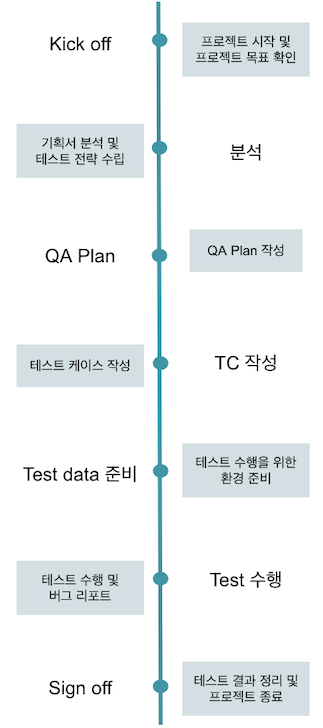 Kick off
프로젝트 시작 및
프로젝트 목표 확인
기획서 분석 및
테스트 전략 수립
분석
QA Plan
QA Plan 작성
테스트 케이스 작성
TC 작성
Test data 준비
테스트 수행을 위한
환경 준비
테스트 수행 및
버그 리포트
Test 수행
Sign off
테스트 결과 정리 및
프로젝트 종료